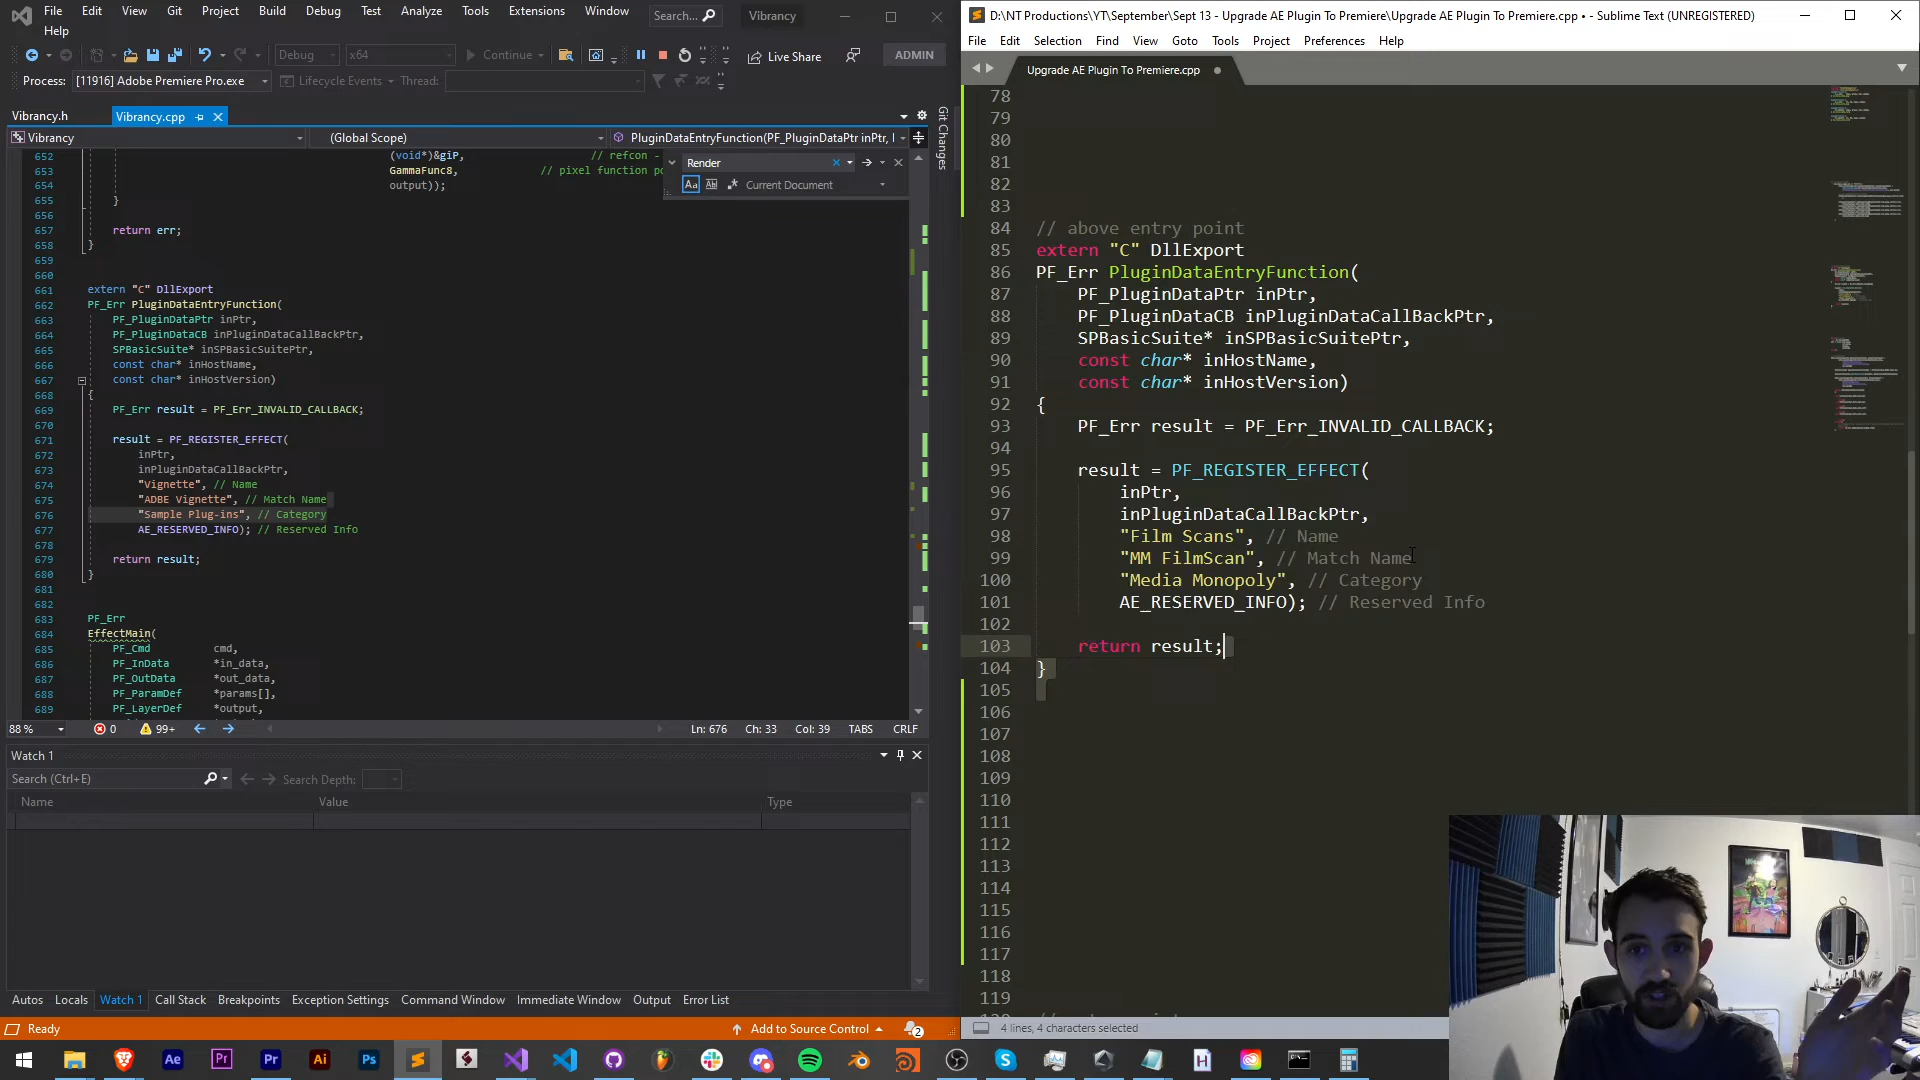 File Edit View Git Project Build Debug Test Analyze Tools Extensions Window Search... Vibrancy
Help
Debug x64 Continue Live Share ADMIN
Process: [11916] Adobe Premiere Pro.exe Lifecycle Events Thread:
Vibrancy.h Vibrancy.cpp
Vibrancy (Global Scope) PluginDataEntryFunction(PF_PluginDataPtr inPtr,
Git Changes
Render
Aa Current Document
652 (void*)&giP, // refcon -
653 GammaFunc8, // pixel function po
654 output));
655 }
656
657 return err;
658 }
659
660
661 extern "C" DllExport
662 PF_Err PluginDataEntryFunction(
663 PF_PluginDataPtr inPtr,
664 PF_PluginDataCB inPluginDataCallBackPtr,
665 SPBasicSuite* inSPBasicSuitePtr,
666 const char* inHostName,
667 const char* inHostVersion)
668 {
669 PF_Err result = PF_Err_INVALID_CALLBACK;
670
671 result = PF_REGISTER_EFFECT(
672 inPtr,
673 inPluginDataCallBackPtr,
674 "Vignette", // Name
675 "ADBE Vignette", // Match Name
676 "Sample Plug-ins", // Category
677 AE_RESERVED_INFO); // Reserved Info
678
679 return result;
680 }
681
682
683 PF_Err
684 EffectMain(
685 PF_Cmd cmd,
686 PF_InData *in_data,
687 PF_OutData *out_data,
688 PF_ParamDef *params[],
689 PF_LayerDef *output,
88 % 0 99+ Ln: 676 Ch: 33 Col: 39 TABS CRLF
Watch 1
Search (Ctrl+E) Search Depth:
Name Value Type
Autos Locals Watch 1 Call Stack Breakpoints Exception Settings Command Window Immediate Window Output Error List
Ready Add to Source Control 2
D:\NT Productions\YT\September\Sept 13 - Upgrade AE Plugin To Premiere\Upgrade AE Plugin To Premiere.cpp • - Sublime Text (UNREGISTERED)
File Edit Selection Find View Goto Tools Project Preferences Help
Upgrade AE Plugin To Premiere.cpp
78
79
80
81
82
83
84 // above entry point
85 extern "C" DllExport
86 PF_Err PluginDataEntryFunction(
87 PF_PluginDataPtr inPtr,
88 PF_PluginDataCB inPluginDataCallBackPtr,
89 SPBasicSuite* inSPBasicSuitePtr,
90 const char* inHostName,
91 const char* inHostVersion)
92 {
93 PF_Err result = PF_Err_INVALID_CALLBACK;
94
95 result = PF_REGISTER_EFFECT(
96 inPtr,
97 inPluginDataCallBackPtr,
98 "Film Scans", // Name
99 "MM FilmScan", // Match Name
100 "Media Monopoly", // Category
101 AE_RESERVED_INFO); // Reserved Info
102
103 return result;
104 }
105
106
107
108
109
110
111
112
113
114
115
116
117
118
119
4 lines, 4 characters selected
Ae Pr Pr Ai Ps S H